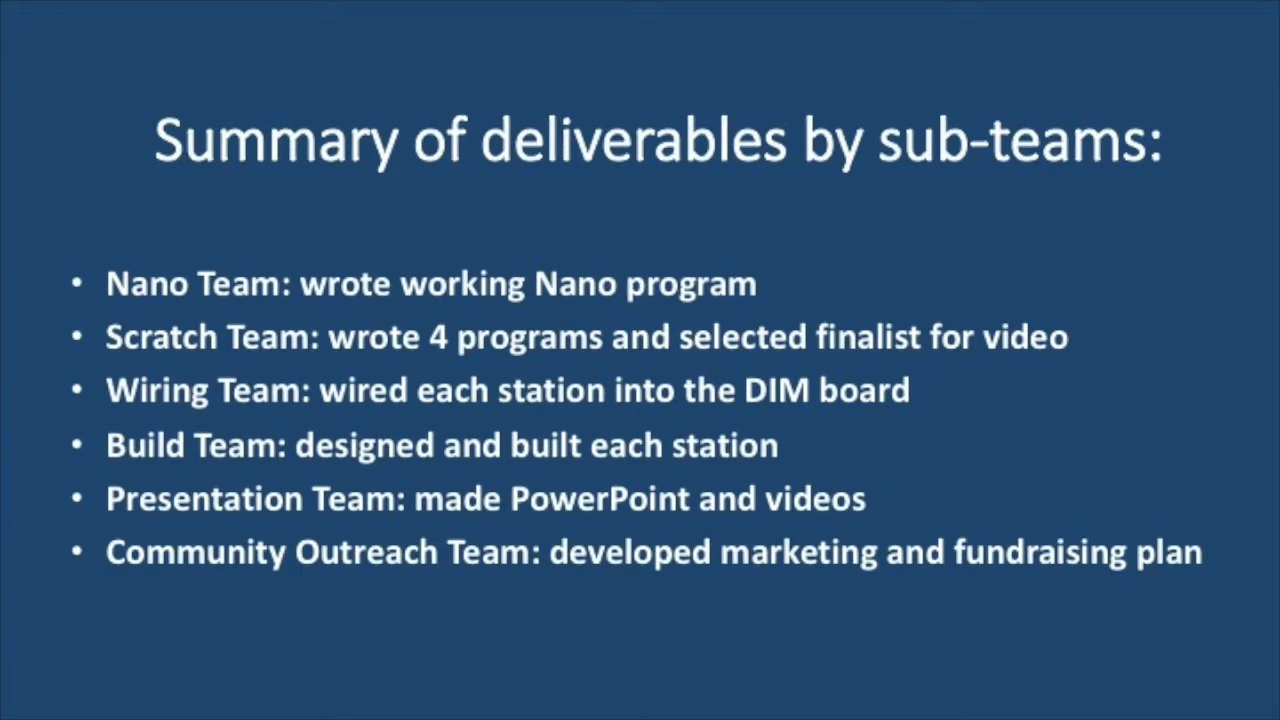 Summary of deliverables by sub-teams:
• Nano Team: wrote working Nano program
• Scratch Team: wrote 4 programs and selected finalist for video
• Wiring Team: wired each station into the DIM board
• Build Team: designed and built each station
• Presentation Team: made PowerPoint and videos
• Community Outreach Team: developed marketing and fundraising plan